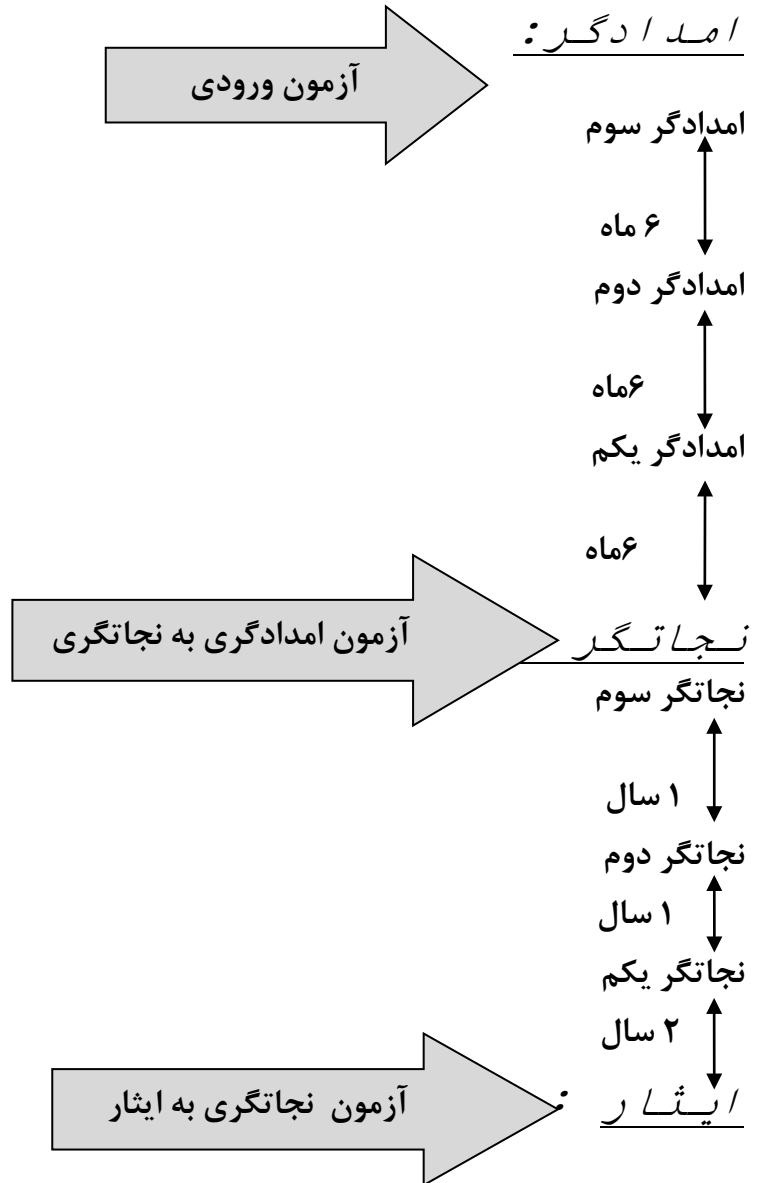 امدادگر:
آزمون ورودی
امدادگر سوم
۶ ماه
امدادگر دوم
۶ماه
امدادگر یکم
۶ماه
نجاتگر
آزمون امدادگری به نجاتگری
نجاتگر سوم
۱ سال
نجاتگر دوم
۱ سال
نجاتگر یکم
۲ سال
ایثار :
آزمون نجاتگری به ایثار